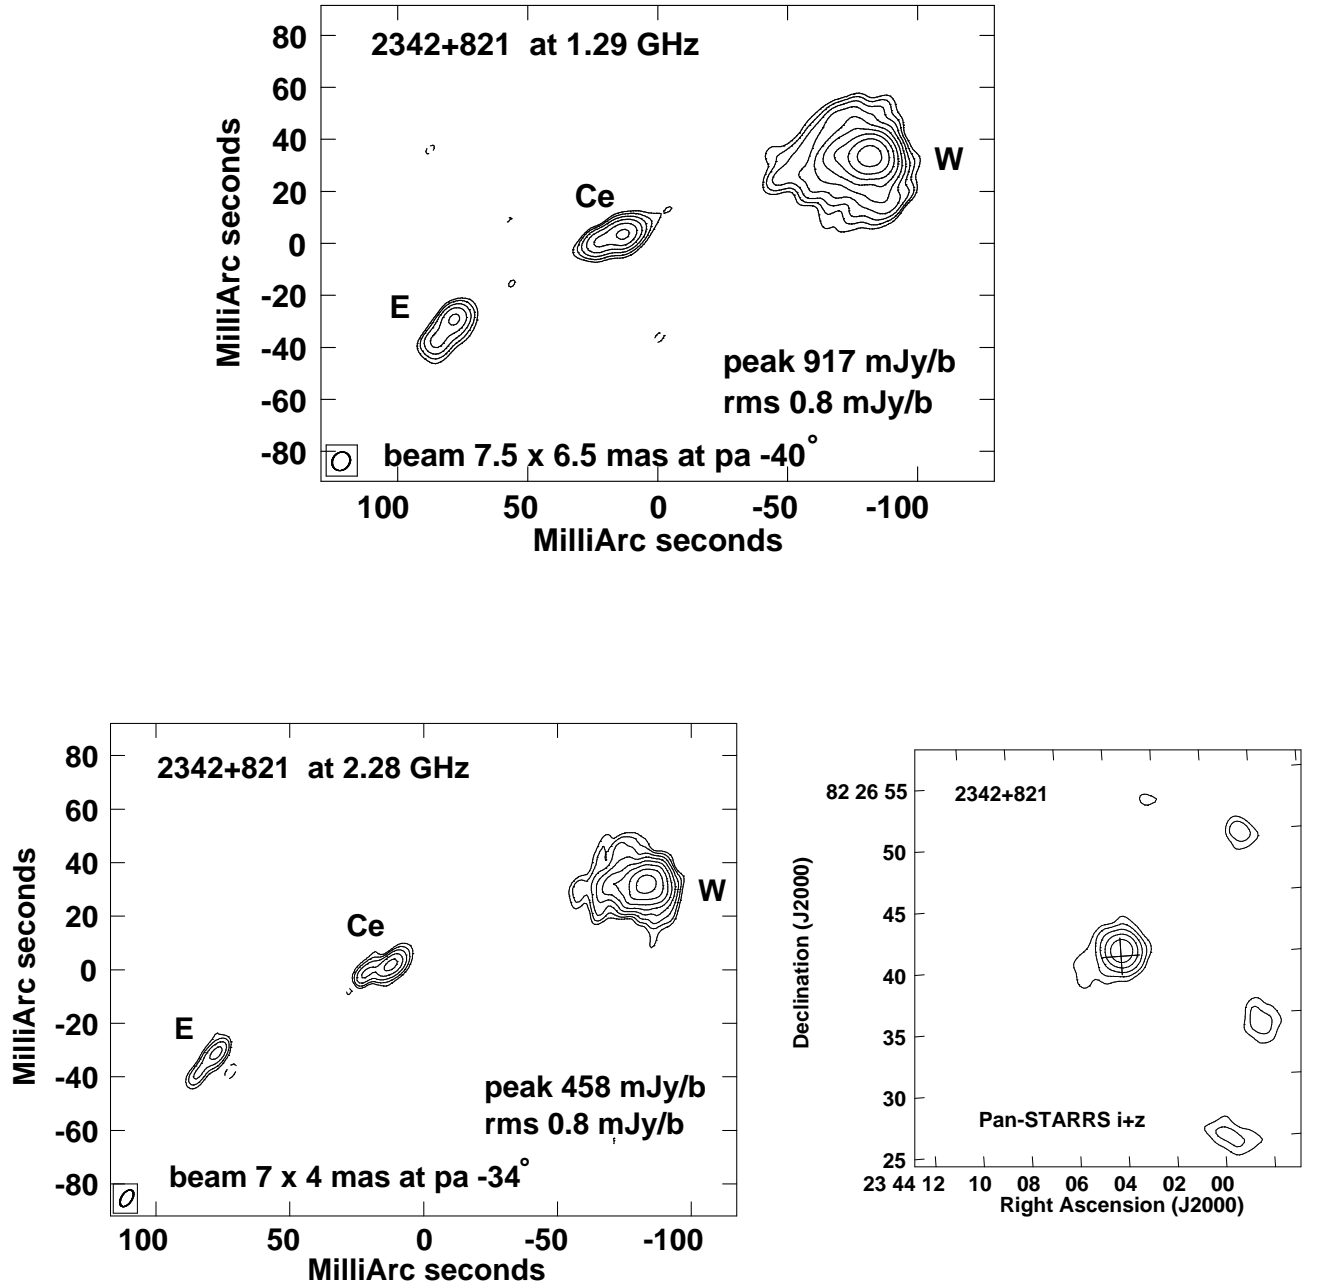 2342+821 at 1.29 GHz
80
60
40
20
0
-20
-40
-60
-80
MilliArc seconds
W
Ce
E
peak 917 mJy/b
rms 0.8 mJy/b
beam 7.5 x 6.5 mas at pa -40°
100 50 0 -50 -100
MilliArc seconds
2342+821 at 2.28 GHz
80
60
40
20
0
-20
-40
-60
-80
MilliArc seconds
W
Ce
E
peak 458 mJy/b
rms 0.8 mJy/b
beam 7 x 4 mas at pa -34°
100 50 0 -50 -100
MilliArc seconds
2342+821
82 26 55
50
45
40
35
30
25
Declination (J2000)
Pan-STARRS i+z
23 44 12 10 08 06 04 02 00
Right Ascension (J2000)